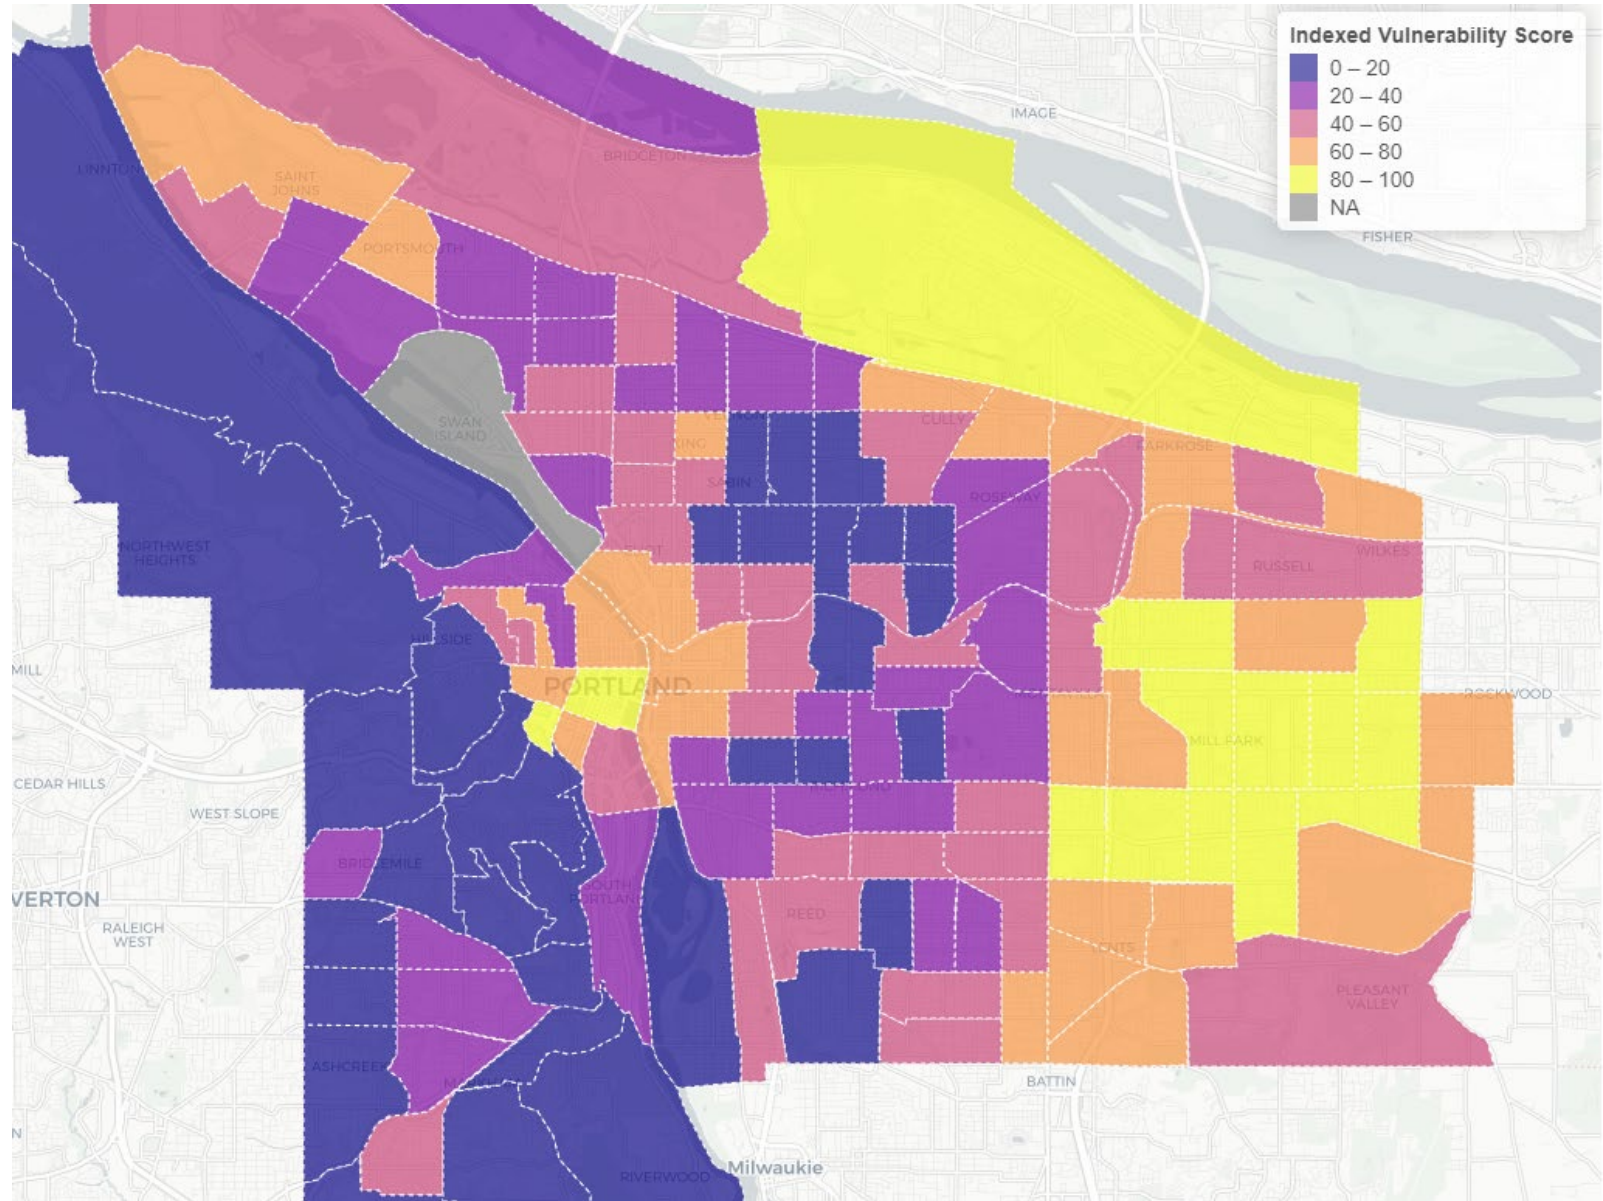 Indexed Vulnerability Score
0 – 20
20 – 40
40 – 60
60 – 80
80 – 100
NA
IMAGE
BRIDGETON
LINNTON
SAINT
JOHNS
FISHER
PORTSMOUTH
SWAN
ISLAND
CULLY
KING
PARKROSE
SABIN
ROSEWAY
NORTHWEST
HEIGHTS
WILKES
RUSSELL
HILLSIDE
MILL
PORTLAND
ROCKWOOD
MILL PARK
CEDAR HILLS
WEST SLOPE
BRIDLEMILE
SOUTH
PORTLAND
VERTON
RALEIGH
WEST
REED
PLEASANT
VALLEY
ASHCREEK
BATTIN
N
Milwaukie
RIVERWOOD